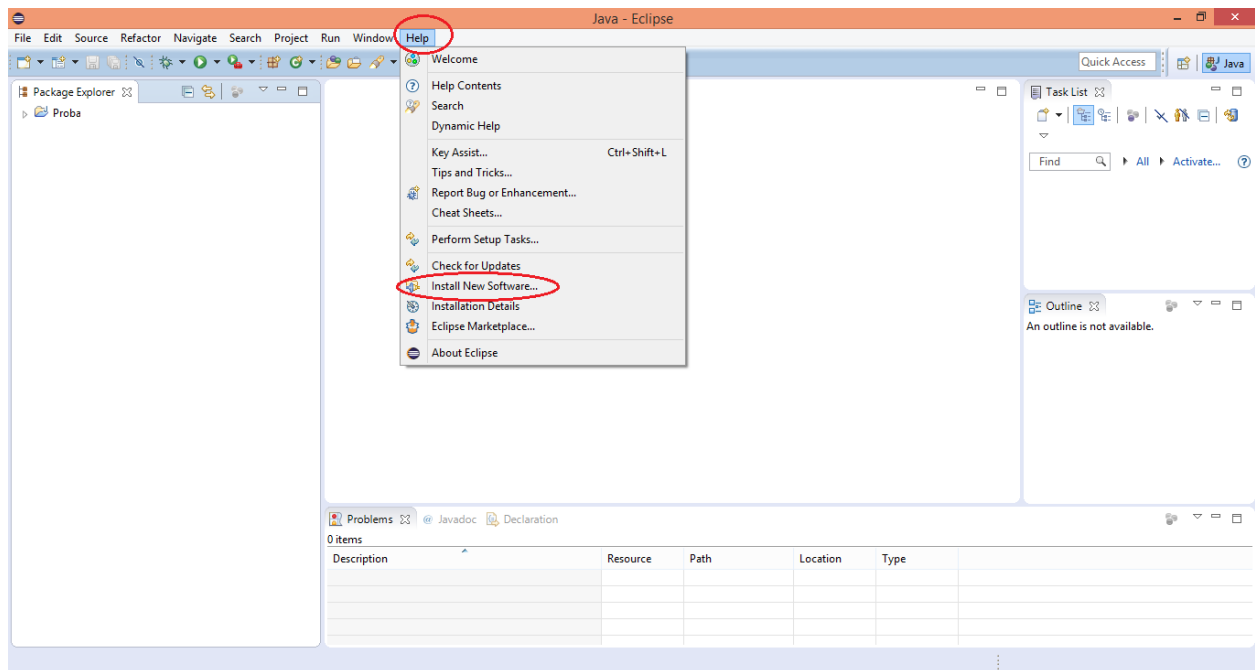 Java - Eclipse
File Edit Source Refactor Navigate Search Project Run Window Help
Quick Access
Java
Package Explorer
Proba
Welcome
Help Contents
Search
Dynamic Help
Key Assist... Ctrl+Shift+L
Tips and Tricks...
Report Bug or Enhancement...
Cheat Sheets...
Perform Setup Tasks...
Check for Updates
Install New Software...
Installation Details
Eclipse Marketplace...
About Eclipse
Task List
Find All Activate...
Outline
An outline is not available.
Problems @ Javadoc Declaration
0 items
Description Resource Path Location Type